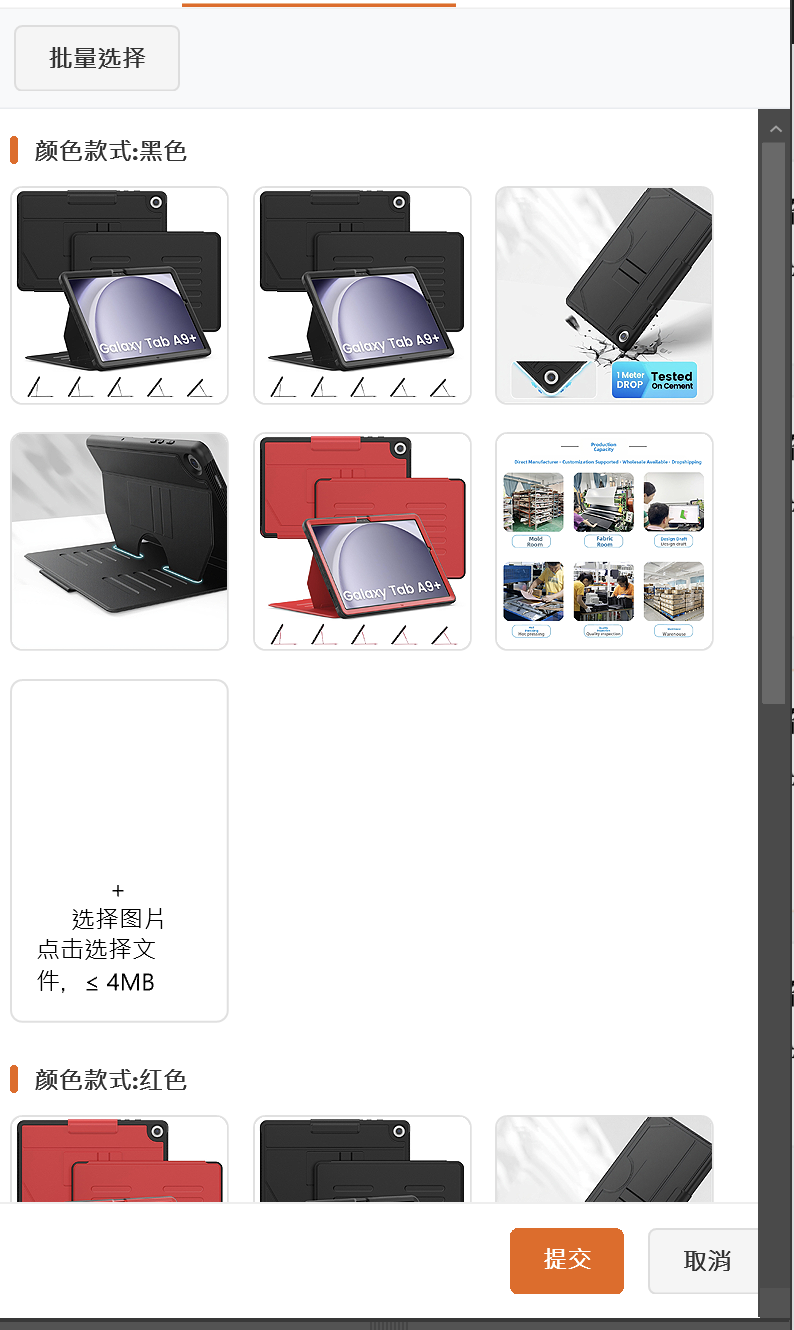 批量选择
颜色款式:黑色
Galaxy Tab A9+
Galaxy Tab A9+
1 Meter
DROP
Tested
On Cement
Galaxy Tab A9+
Production
Capacity
Direct Manufacturer · Customization Supported · Wholesale Available · Dropshipping
Mold
Room
Fabric
Room
Design Draft
Design draft
Hot pressing
Quality inspection
Warehouse
+
选择图片
点击选择文
件，≤ 4MB
颜色款式:红色
提交
取消